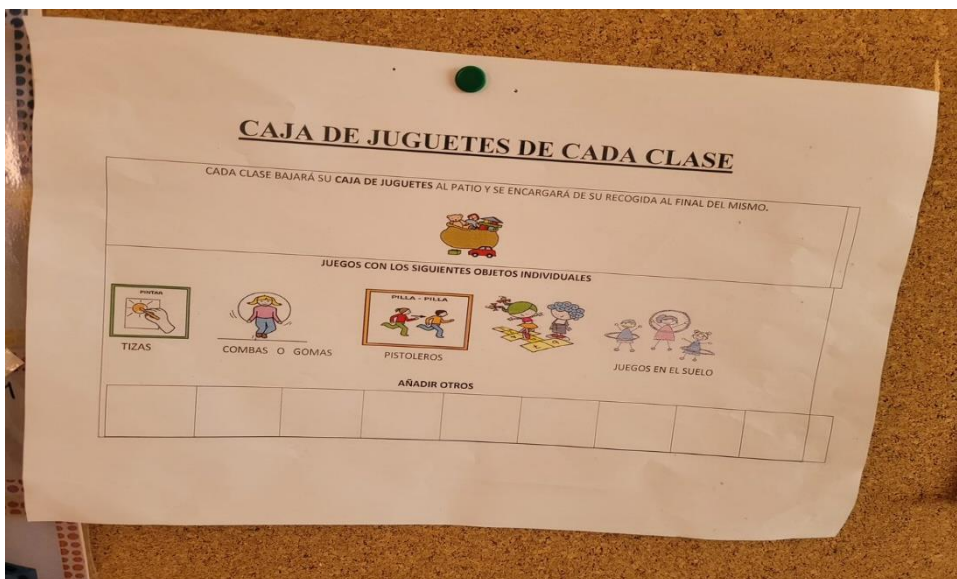 CAJA DE JUGUETES DE CADA CLASE
CADA CLASE BAJARÁ SU CAJA DE JUGUETES AL PATIO Y SE ENCARGARÁ DE SU RECOGIDA AL FINAL DEL MISMO.
JUEGOS CON LOS SIGUIENTES OBJETOS INDIVIDUALES
PINTAR
PILLA - PILLA
TIZAS
COMBAS O GOMAS
PISTOLEROS
JUEGOS EN EL SUELO
AÑADIR OTROS